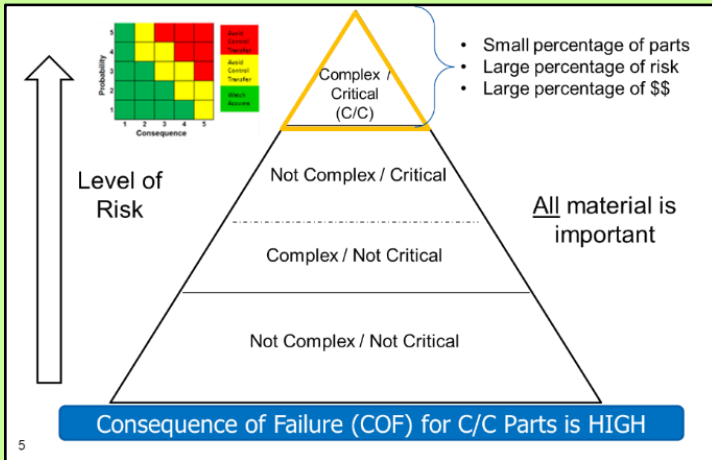 Avoid
Control
Transfer
Avoid
Control
Transfer
Watch
Assume
Probability
5
4
3
2
1
1 2 3 4 5
Consequence
Level of
Risk
Complex /
Critical
(C/C)
• Small percentage of parts
• Large percentage of risk
• Large percentage of $$
Not Complex / Critical
Complex / Not Critical
Not Complex / Not Critical
All material is
important
Consequence of Failure (COF) for C/C Parts is HIGH
5